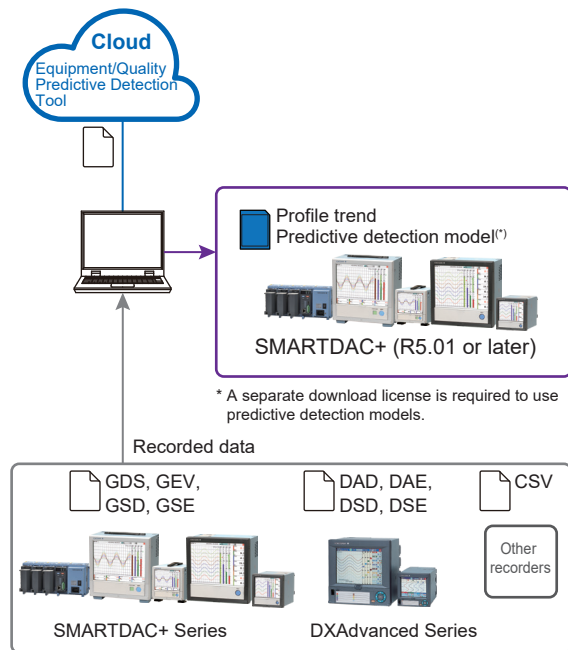 Cloud
Equipment/Quality
Predictive Detection
Tool
Profile trend
Predictive detection model(*)
SMARTDAC+ (R5.01 or later)
* A separate download license is required to use
predictive detection models.
Recorded data
GDS, GEV,
GSD, GSE
DAD, DAE,
DSD, DSE
CSV
Other
recorders
SMARTDAC+ Series
DXAdvanced Series